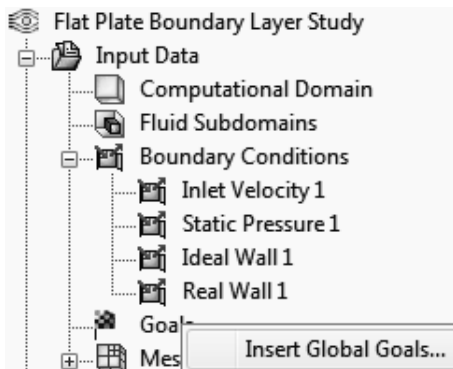 Flat Plate Boundary Layer Study
Input Data
Computational Domain
Fluid Subdomains
Boundary Conditions
Inlet Velocity 1
Static Pressure 1
Ideal Wall 1
Real Wall 1
Goals
Insert Global Goals...